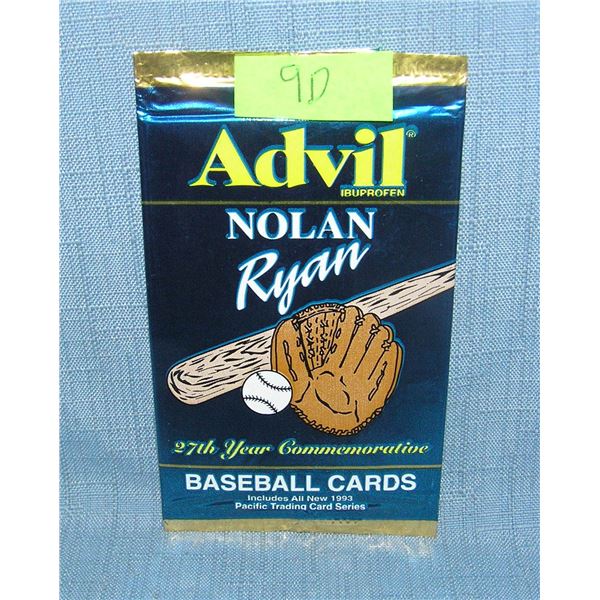 9D
Advil®
IBUPROFEN
NOLAN
Ryan
27th Year Commemorative
BASEBALL CARDS
Includes All New 1993
Pacific Trading Card Series